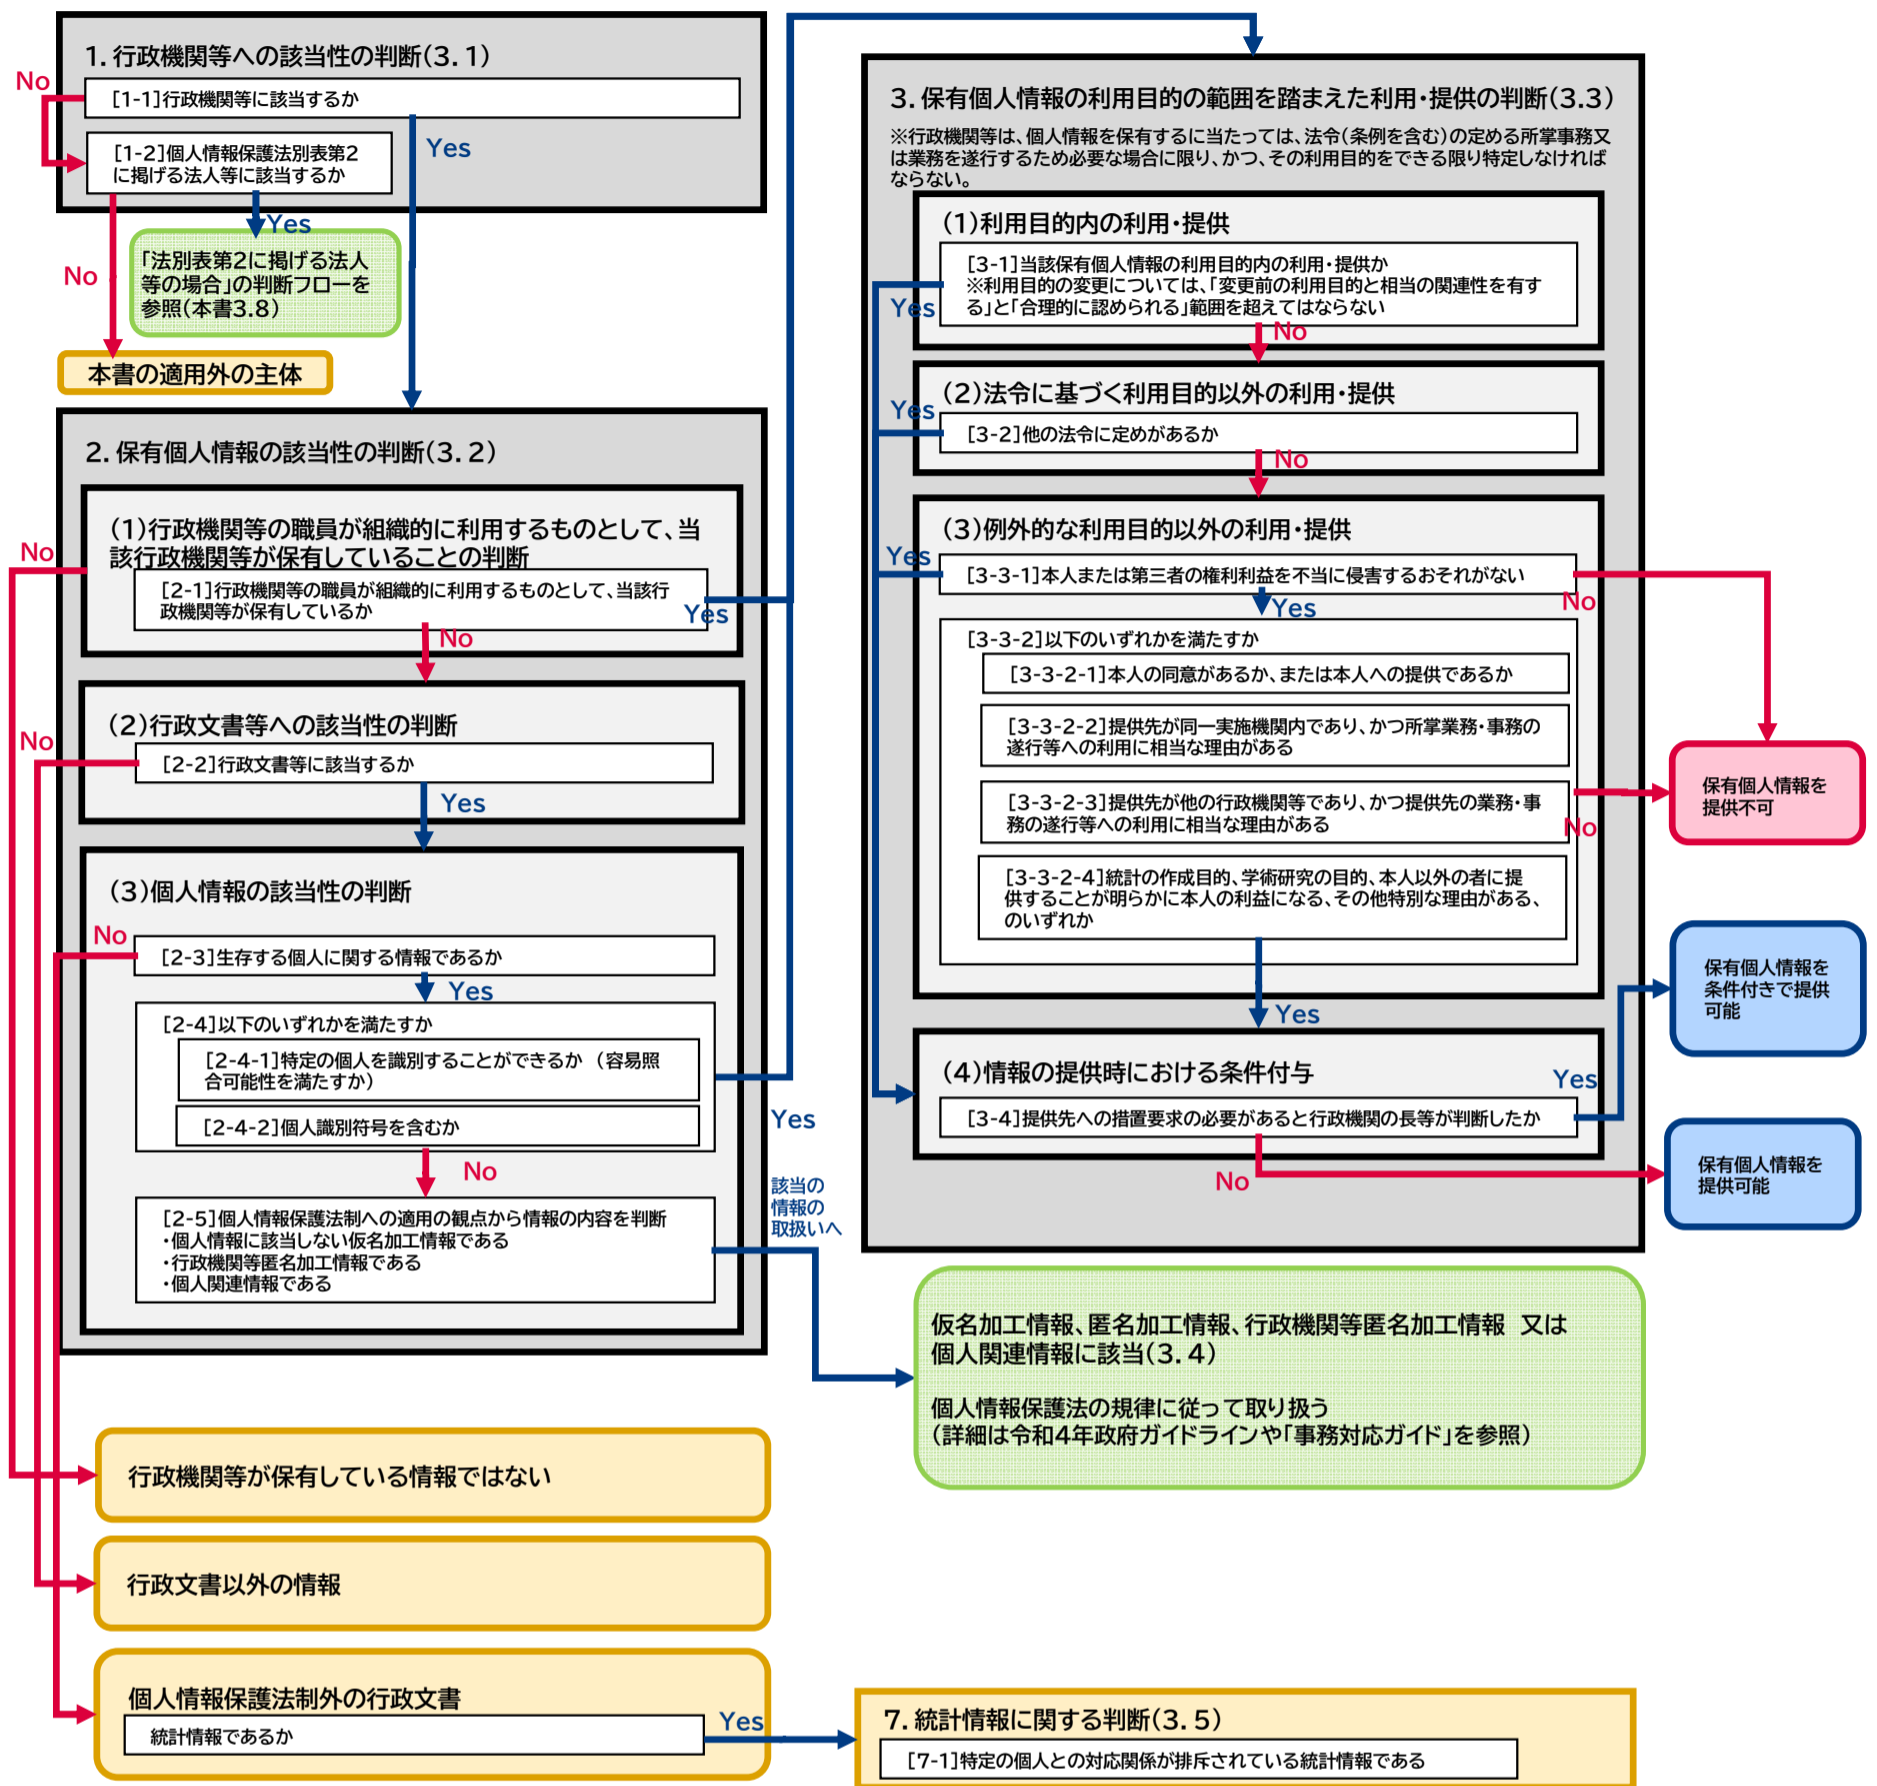 1．行政機関等への該当性の判断（3．1）
No
[1-1]行政機関等に該当するか
Yes
[1-2]個人情報保護法別表第2
に掲げる法人等に該当するか
Yes
No
「法別表第2に掲げる法人
等の場合」の判断フローを
参照（本書3.8）
本書の適用外の主体
2．保有個人情報の該当性の判断（3．2）
（1）行政機関等の職員が組織的に利用するものとして、当
該行政機関等が保有していることの判断
No
[2-1]行政機関等の職員が組織的に利用するものとして、当該行
政機関等が保有しているか
Yes
No
（2）行政文書等への該当性の判断
No
[2-2]行政文書等に該当するか
Yes
（3）個人情報の該当性の判断
No
[2-3]生存する個人に関する情報であるか
Yes
[2-4]以下のいずれかを満たすか
[2-4-1]特定の個人を識別することができるか （容易照
合可能性を満たすか）
[2-4-2]個人識別符号を含むか
Yes
No
[2-5]個人情報保護法制への適用の観点から情報の内容を判断
・個人情報に該当しない仮名加工情報である
・行政機関等匿名加工情報である
・個人関連情報である
該当の
情報の
取扱いへ
行政機関等が保有している情報ではない
行政文書以外の情報
個人情報保護法制外の行政文書
統計情報であるか
Yes
3．保有個人情報の利用目的の範囲を踏まえた利用・提供の判断（3.3）
※行政機関等は、個人情報を保有するに当たっては、法令（条例を含む）の定める所掌事務又
は業務を遂行するため必要な場合に限り、かつ、その利用目的をできる限り特定しなければ
ならない。
（1）利用目的内の利用・提供
[3-1]当該保有個人情報の利用目的内の利用・提供か
※利用目的の変更については、「変更前の利用目的と相当の関連性を有す
る」と「合理的に認められる」範囲を超えてはならない
Yes
No
（2）法令に基づく利用目的以外の利用・提供
Yes
[3-2]他の法令に定めがあるか
No
（3）例外的な利用目的以外の利用・提供
Yes
[3-3-1]本人または第三者の権利利益を不当に侵害するおそれがない
No
Yes
[3-3-2]以下のいずれかを満たすか
[3-3-2-1]本人の同意があるか、または本人への提供であるか
[3-3-2-2]提供先が同一実施機関内であり、かつ所掌業務・事務の
遂行等への利用に相当な理由がある
[3-3-2-3]提供先が他の行政機関等であり、かつ提供先の業務・事
務の遂行等への利用に相当な理由がある
No
[3-3-2-4]統計の作成目的、学術研究の目的、本人以外の者に提
供することが明らかに本人の利益になる、その他特別な理由がある、
のいずれか
Yes
（4）情報の提供時における条件付与
Yes
[3-4]提供先への措置要求の必要があると行政機関の長等が判断したか
No
保有個人情報を
提供不可
保有個人情報を
条件付きで提供
可能
保有個人情報を
提供可能
仮名加工情報、匿名加工情報、行政機関等匿名加工情報 又は
個人関連情報に該当（3．4）
個人情報保護法の規律に従って取り扱う
（詳細は令和4年政府ガイドラインや「事務対応ガイド」を参照）
7．統計情報に関する判断（3．5）
[7-1]特定の個人との対応関係が排斥されている統計情報である